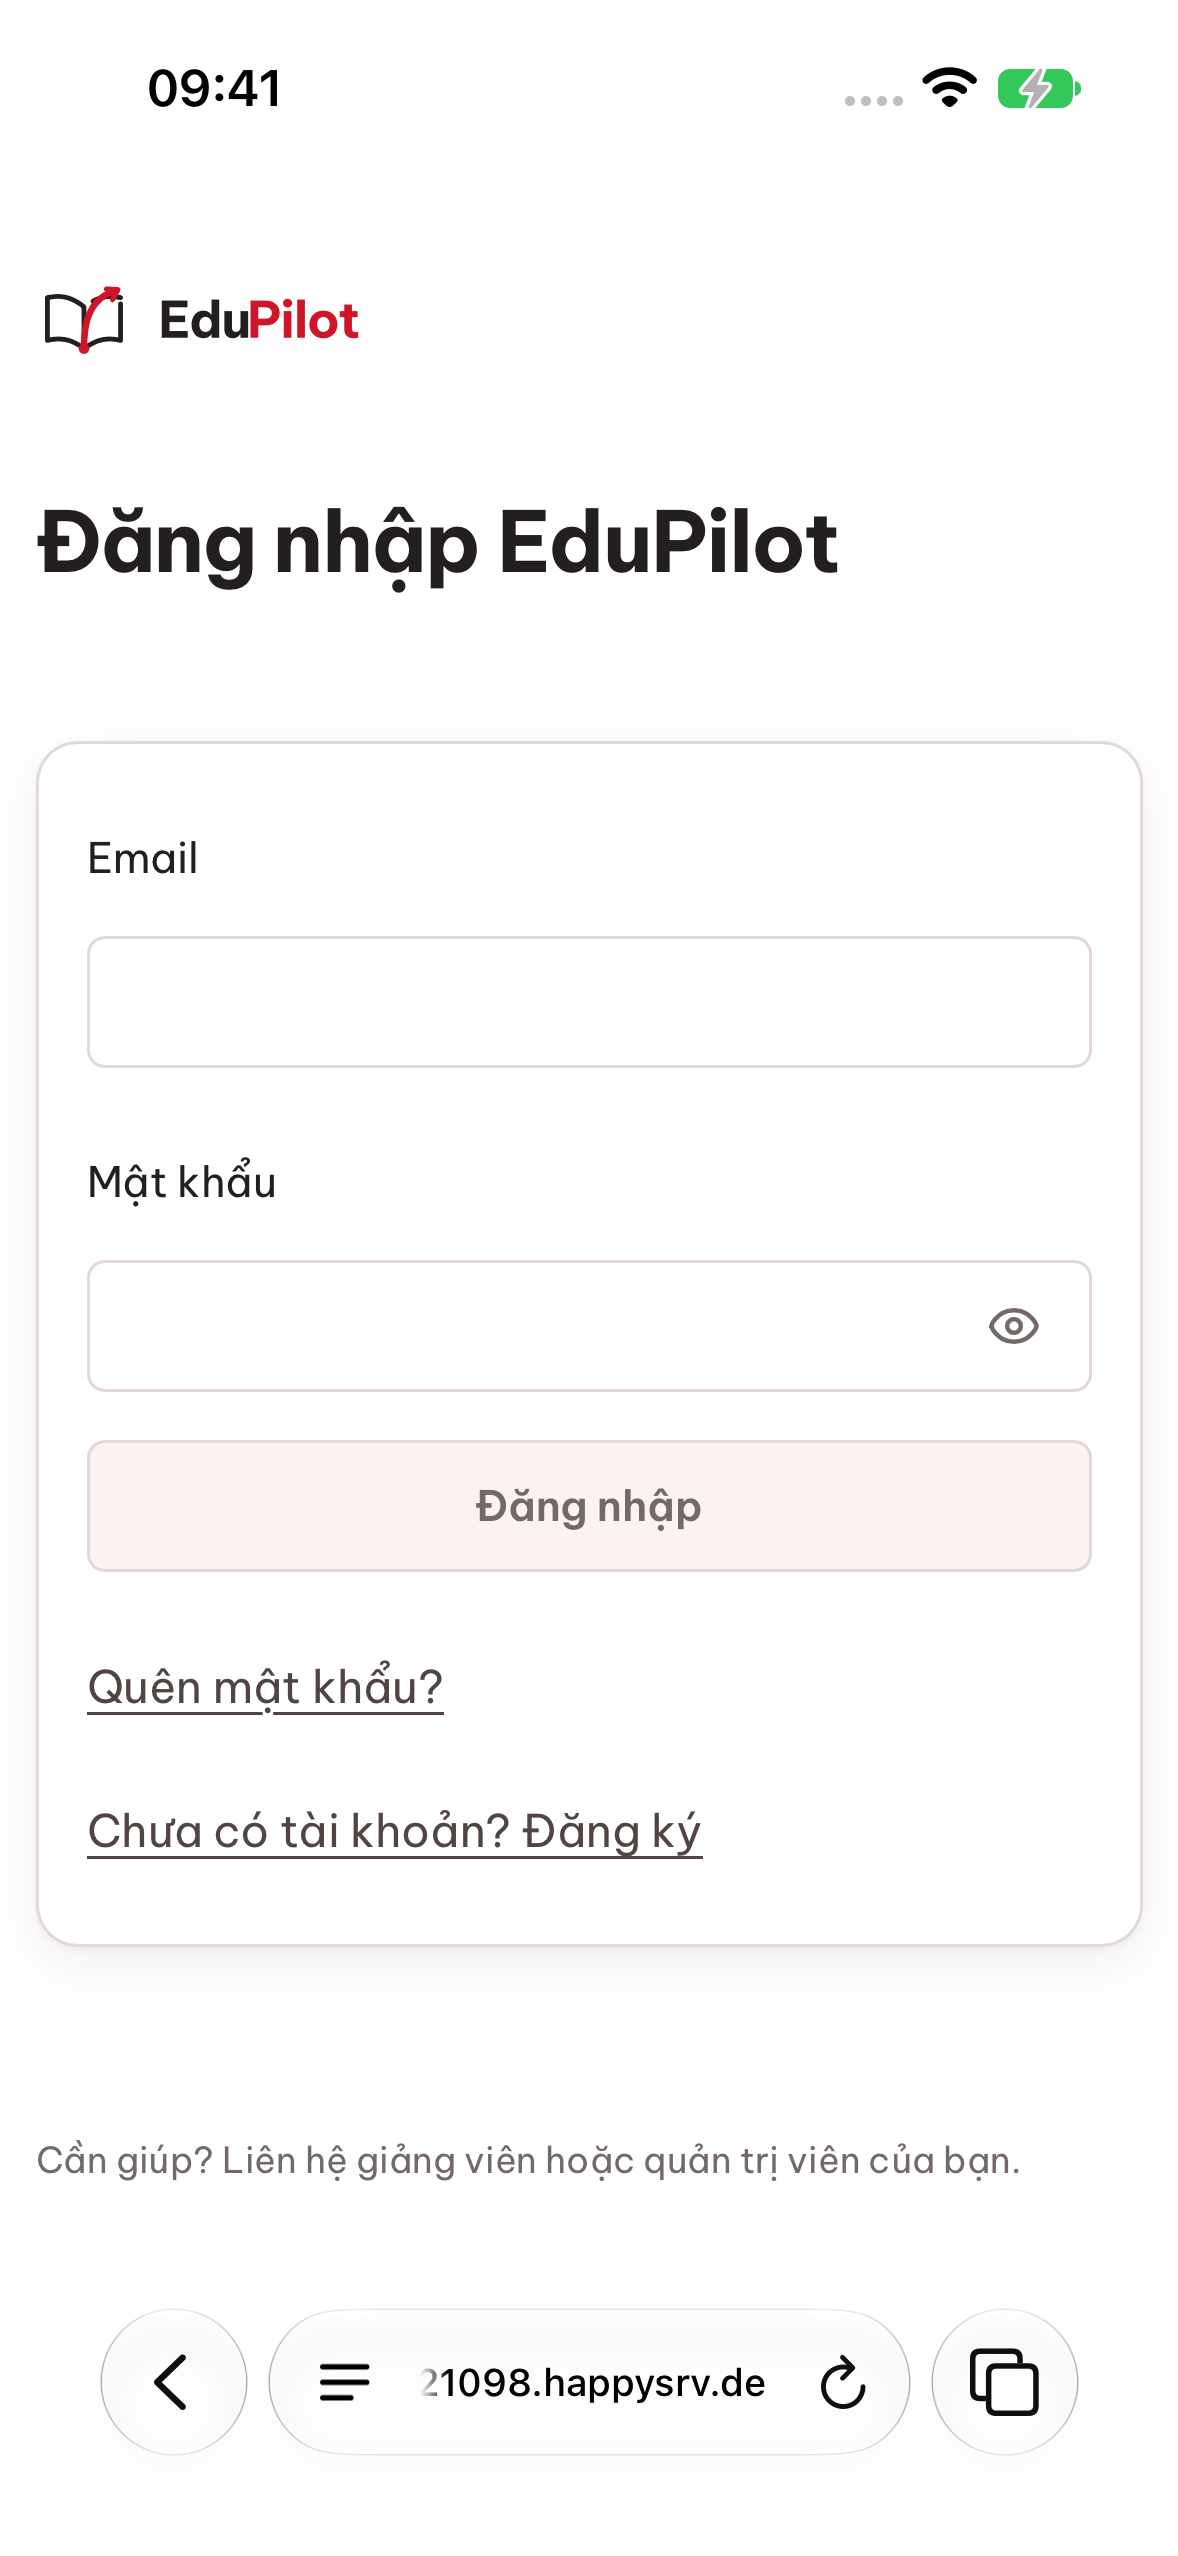 09:41
EduPilot
Đăng nhập EduPilot
Email
Mật khẩu
Đăng nhập
Quên mật khẩu?
Chưa có tài khoản? Đăng ký
Cần giúp? Liên hệ giảng viên hoặc quản trị viên của bạn.
21098.happysrv.de